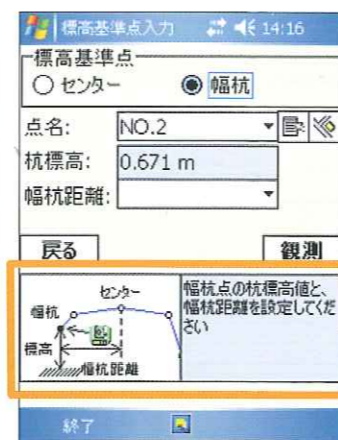 標高基準点入力 14:16
標高基準点
センター 幅杭
点名: NO.2
杭標高: 0.671 m
幅杭距離:
戻る 観測
センター
幅杭
標高
幅杭距離
幅杭点の杭標高値と、
幅杭距離を設定してくだ
さい
終了